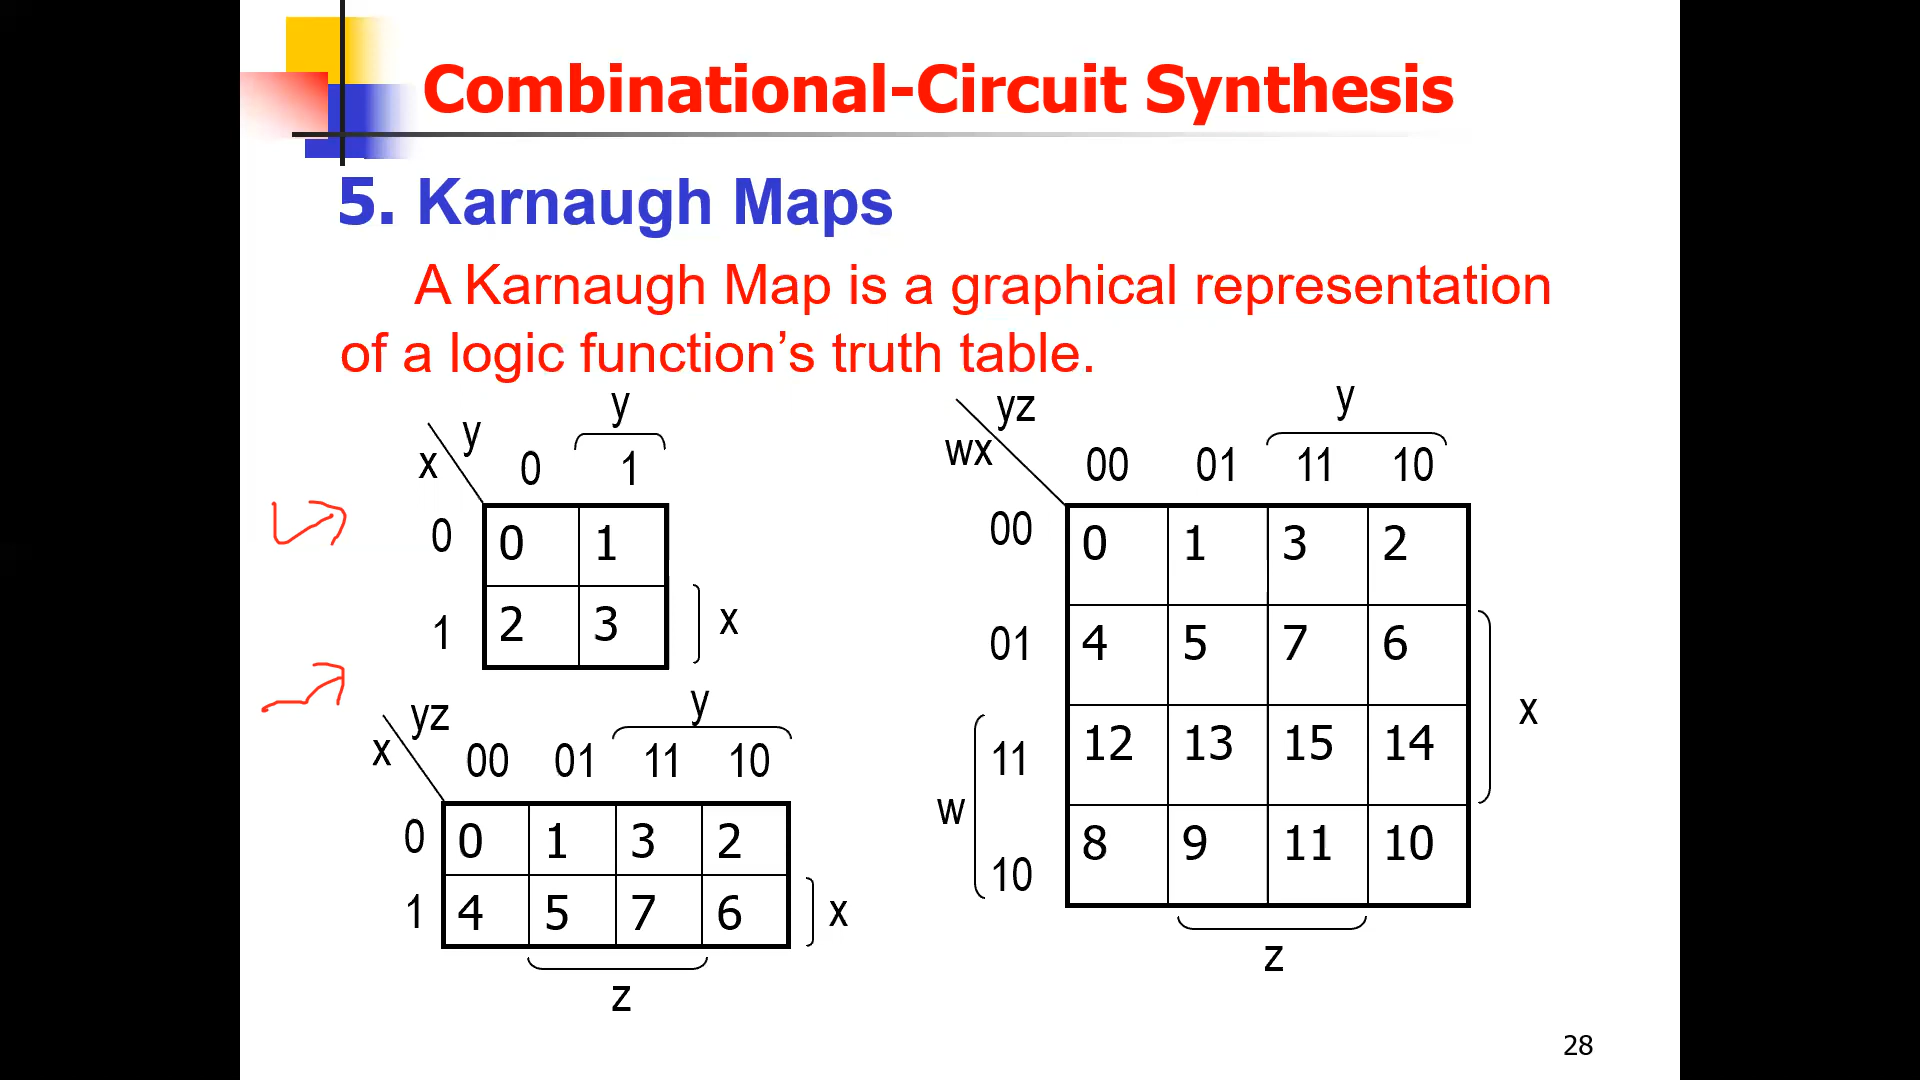 Combinational-Circuit Synthesis
5. Karnaugh Maps
A Karnaugh Map is a graphical representation
of a logic function’s truth table.
y
y
x
0 1
0 0 1
1 2 3
x
y
yz
x
00 01 11 10
0 0 1 3 2
1 4 5 7 6
x
z
y
yz
wx
00 01 11 10
00 0 1 3 2
01 4 5 7 6
x
11 12 13 15 14
w
10 8 9 11 10
z
28